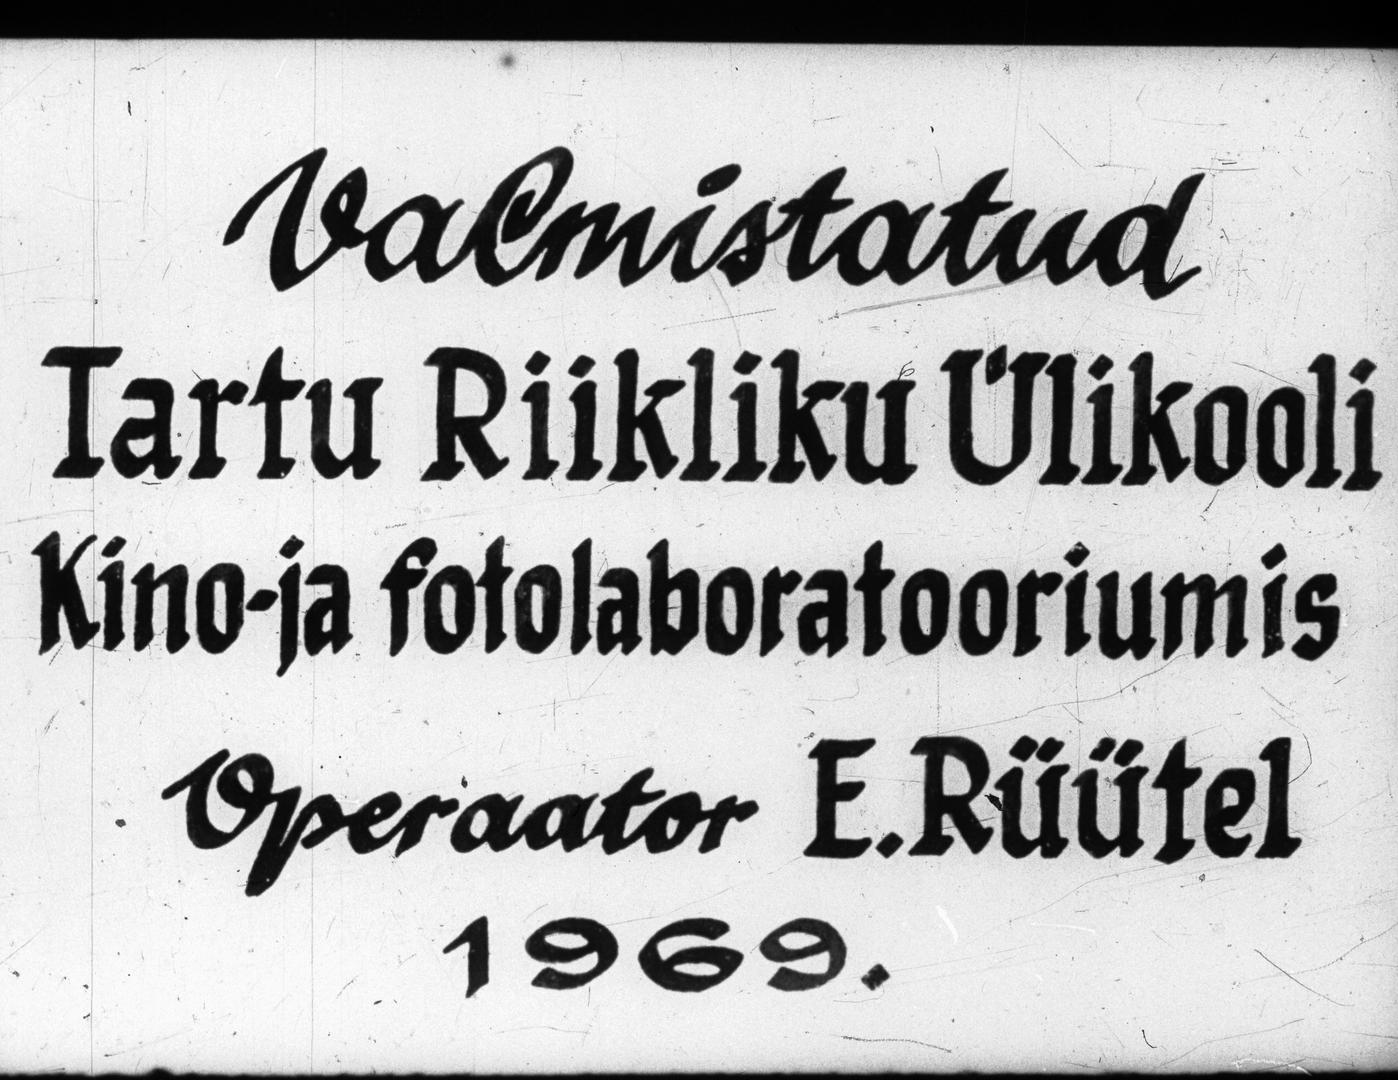 Valmistatud
Tartu Riikliku Ülikooli
Kino-ja fotolaboratooriumis
Operaator E.Rüütel
1969.